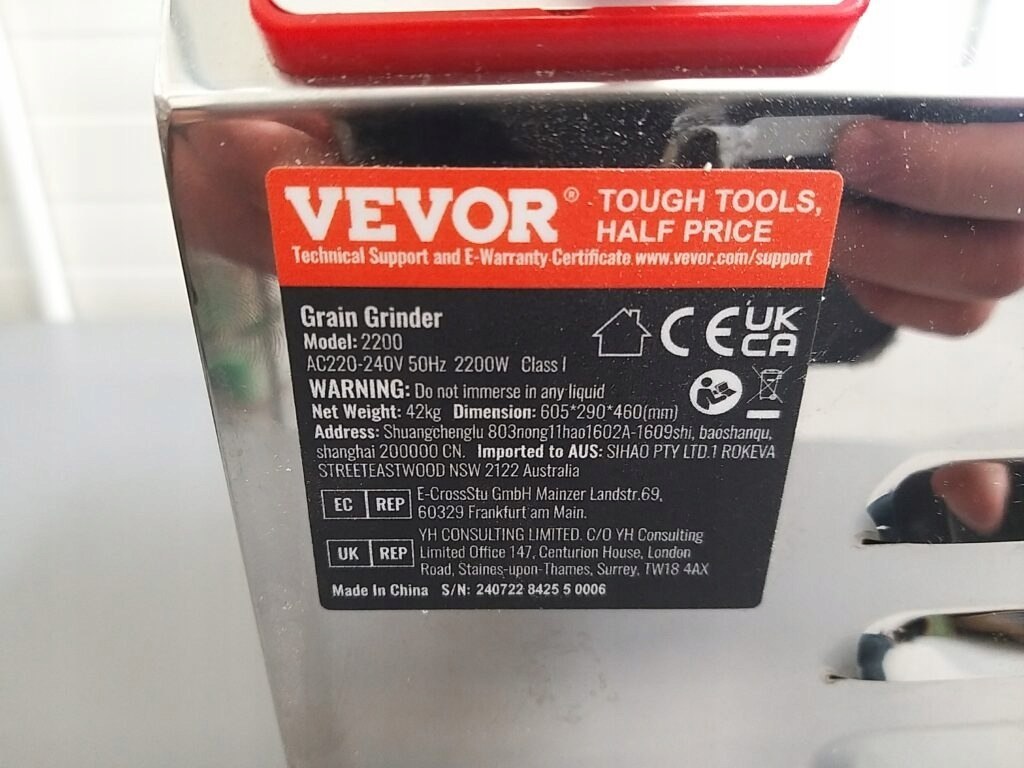 VEVOR® TOUGH TOOLS,
HALF PRICE
Technical Support and E-Warranty Certificate www.vevor.com/support
Grain Grinder
Model: 2200
AC220-240V 50Hz 2200W Class I
WARNING: Do not immerse in any liquid
Net Weight: 42kg Dimension: 605*290*460(mm)
Address: Shuangchenglu 803nong11hao1602A-1609shi, baoshanqu,
shanghai 200000 CN. Imported to AUS: SIHAO PTY LTD.1 ROKEVA
STREETEASTWOOD NSW 2122 Australia
CE UK
CA
EC REP E-CrossStu GmbH Mainzer Landstr.69,
60329 Frankfurt am Main.
UK REP YH CONSULTING LIMITED. C/O YH Consulting
Limited Office 147, Centurion House, London
Road, Staines-upon-Thames, Surrey, TW18 4AX
Made In China S/N: 240722 8425 5 0006